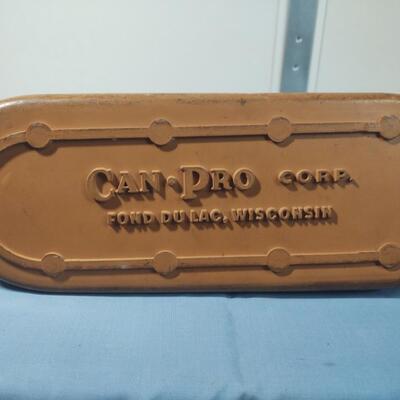 CAN•PRO CORP.
FOND DU LAC, WISCONSIN